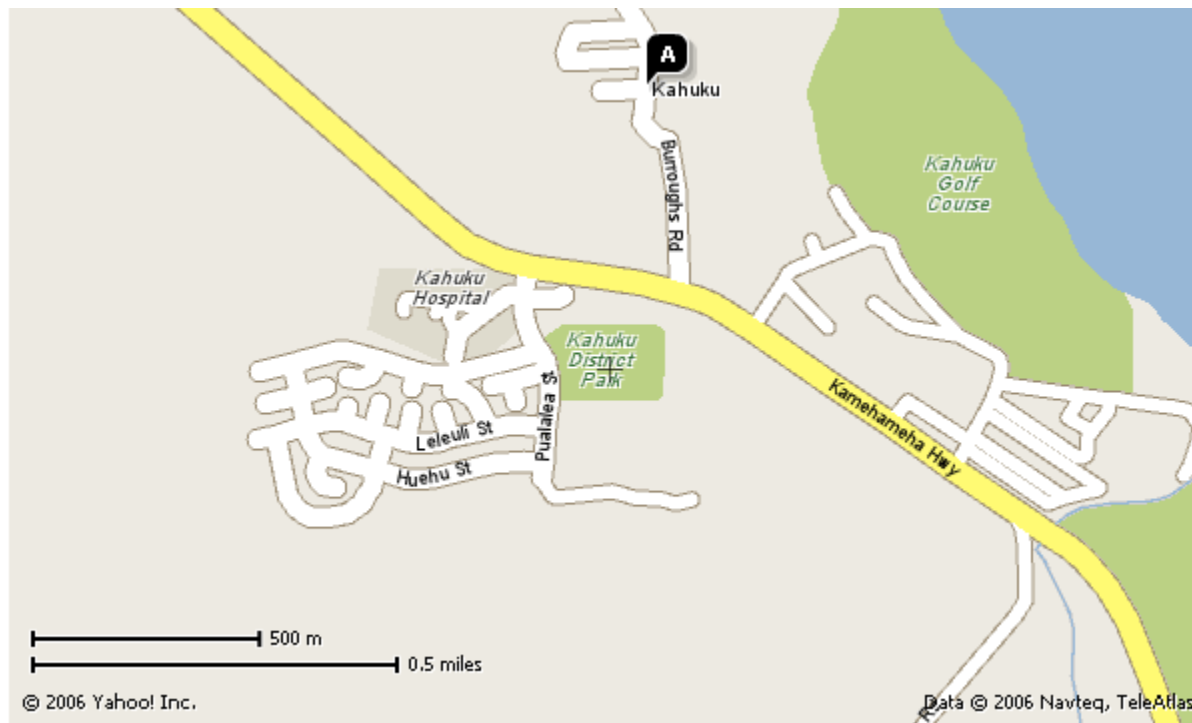 A
Kahuku
Burroughs Rd
Kahuku
Golf
Course
Kahuku
Hospital
Kahuku
District
Park
Pualalea St
Kamehameha Hwy
Leleuli St
Huehu St
500 m
0.5 miles
© 2006 Yahoo! Inc.
Data © 2006 Navteq, TeleAtlas